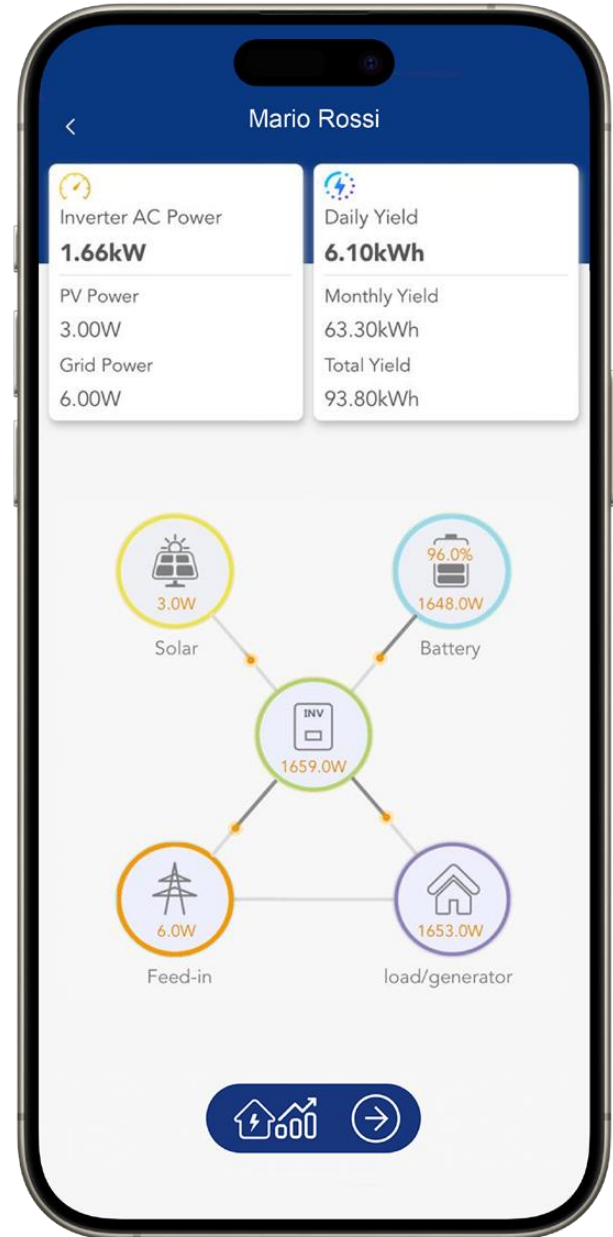 Mario Rossi
Inverter AC Power
1.66kW
PV Power
3.00W
Grid Power
6.00W
Daily Yield
6.10kWh
Monthly Yield
63.30kWh
Total Yield
93.80kWh
3.0W
Solar
96.0%
1648.0W
Battery
INV
1659.0W
6.0W
Feed-in
1653.0W
load/generator